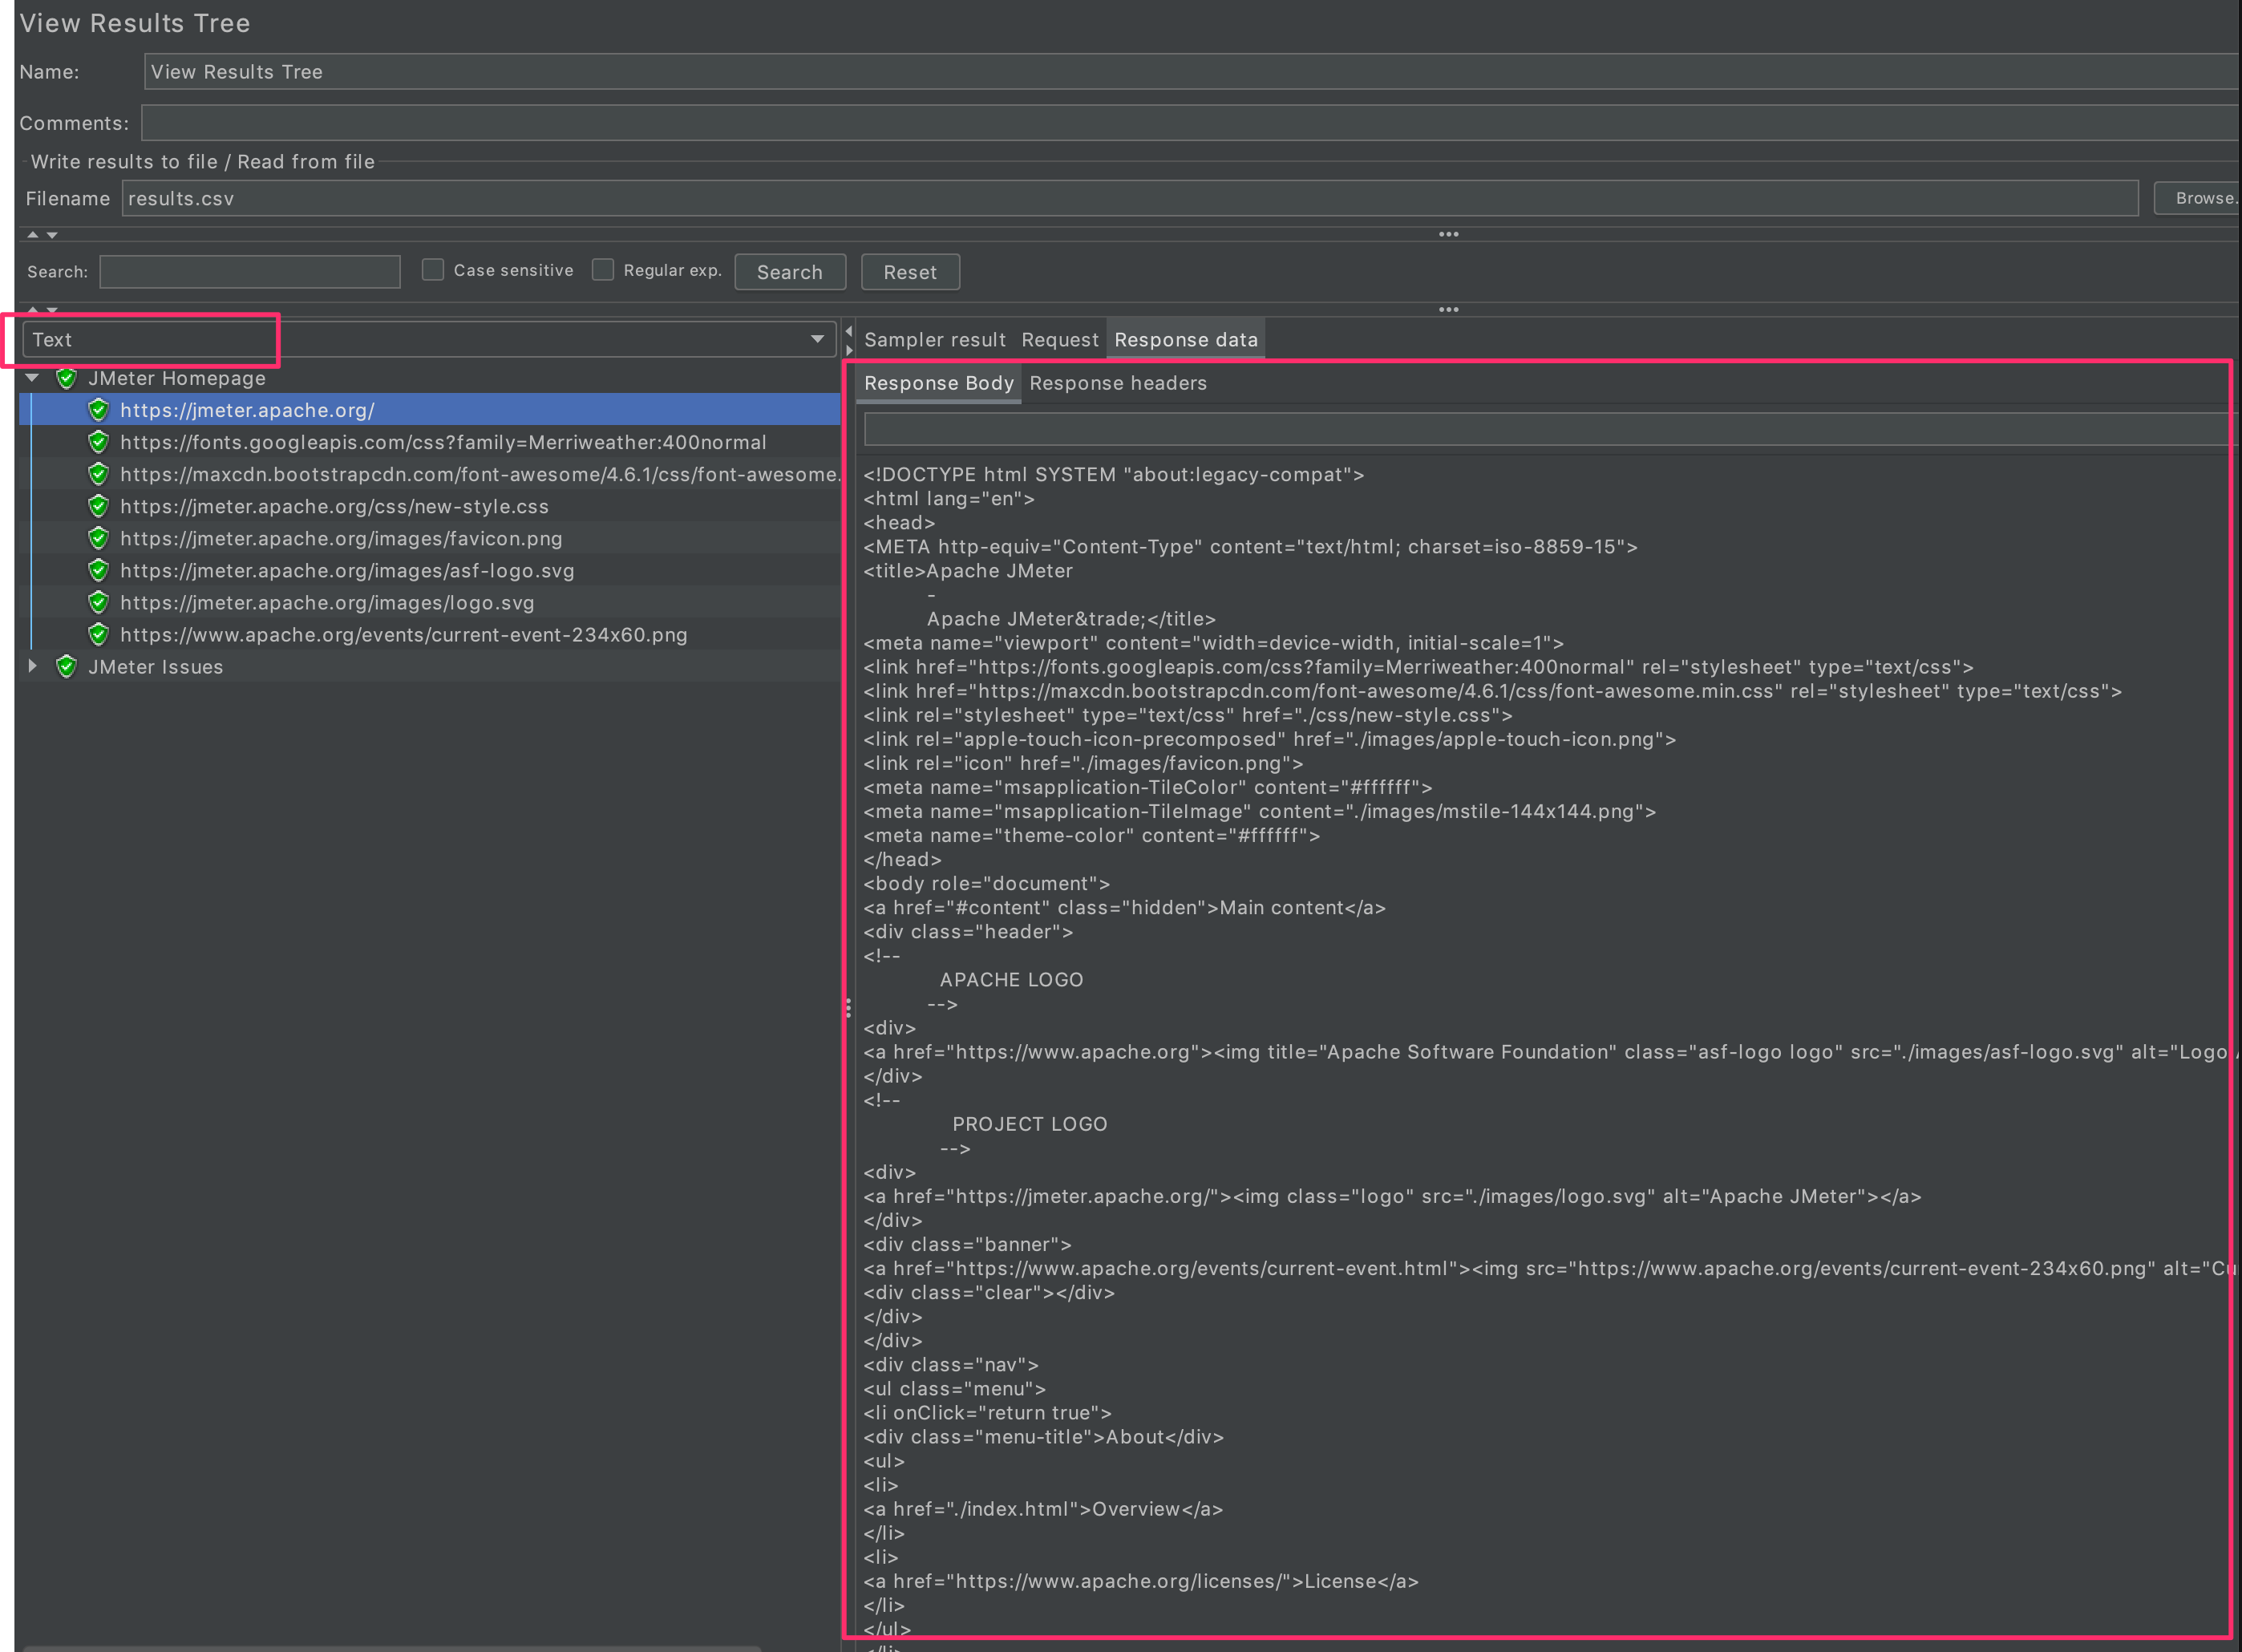 View Results Tree
Name: View Results Tree
Comments:
Write results to file / Read from file
Filename results.csv Browse.
Search: Case sensitive Regular exp. Search Reset
Text
JMeter Homepage
https://jmeter.apache.org/
https://fonts.googleapis.com/css?family=Merriweather:400normal
https://maxcdn.bootstrapcdn.com/font-awesome/4.6.1/css/font-awesome.
https://jmeter.apache.org/css/new-style.css
https://jmeter.apache.org/images/favicon.png
https://jmeter.apache.org/images/asf-logo.svg
https://jmeter.apache.org/images/logo.svg
https://www.apache.org/events/current-event-234x60.png
JMeter Issues
Sampler result Request Response data
Response Body Response headers
<!DOCTYPE html SYSTEM "about:legacy-compat">
<html lang="en">
<head>
<META http-equiv="Content-Type" content="text/html; charset=iso-8859-15">
<title>Apache JMeter
-
Apache JMeter&trade;</title>
<meta name="viewport" content="width=device-width, initial-scale=1">
<link href="https://fonts.googleapis.com/css?family=Merriweather:400normal" rel="stylesheet" type="text/css">
<link href="https://maxcdn.bootstrapcdn.com/font-awesome/4.6.1/css/font-awesome.min.css" rel="stylesheet" type="text/css">
<link rel="stylesheet" type="text/css" href="./css/new-style.css">
<link rel="apple-touch-icon-precomposed" href="./images/apple-touch-icon.png">
<link rel="icon" href="./images/favicon.png">
<meta name="msapplication-TileColor" content="#ffffff">
<meta name="msapplication-TileImage" content="./images/mstile-144x144.png">
<meta name="theme-color" content="#ffffff">
</head>
<body role="document">
<a href="#content" class="hidden">Main content</a>
<div class="header">
<!--
APACHE LOGO
-->
<div>
<a href="https://www.apache.org"><img title="Apache Software Foundation" class="asf-logo logo" src="./images/asf-logo.svg" alt="Logo
</div>
<!--
PROJECT LOGO
-->
<div>
<a href="https://jmeter.apache.org/"><img class="logo" src="./images/logo.svg" alt="Apache JMeter"></a>
</div>
<div class="banner">
<a href="https://www.apache.org/events/current-event.html"><img src="https://www.apache.org/events/current-event-234x60.png" alt="Cu
<div class="clear"></div>
</div>
</div>
<div class="nav">
<ul class="menu">
<li onClick="return true">
<div class="menu-title">About</div>
<ul>
<li>
<a href="./index.html">Overview</a>
</li>
<li>
<a href="https://www.apache.org/licenses/">License</a>
</li>
</ul>